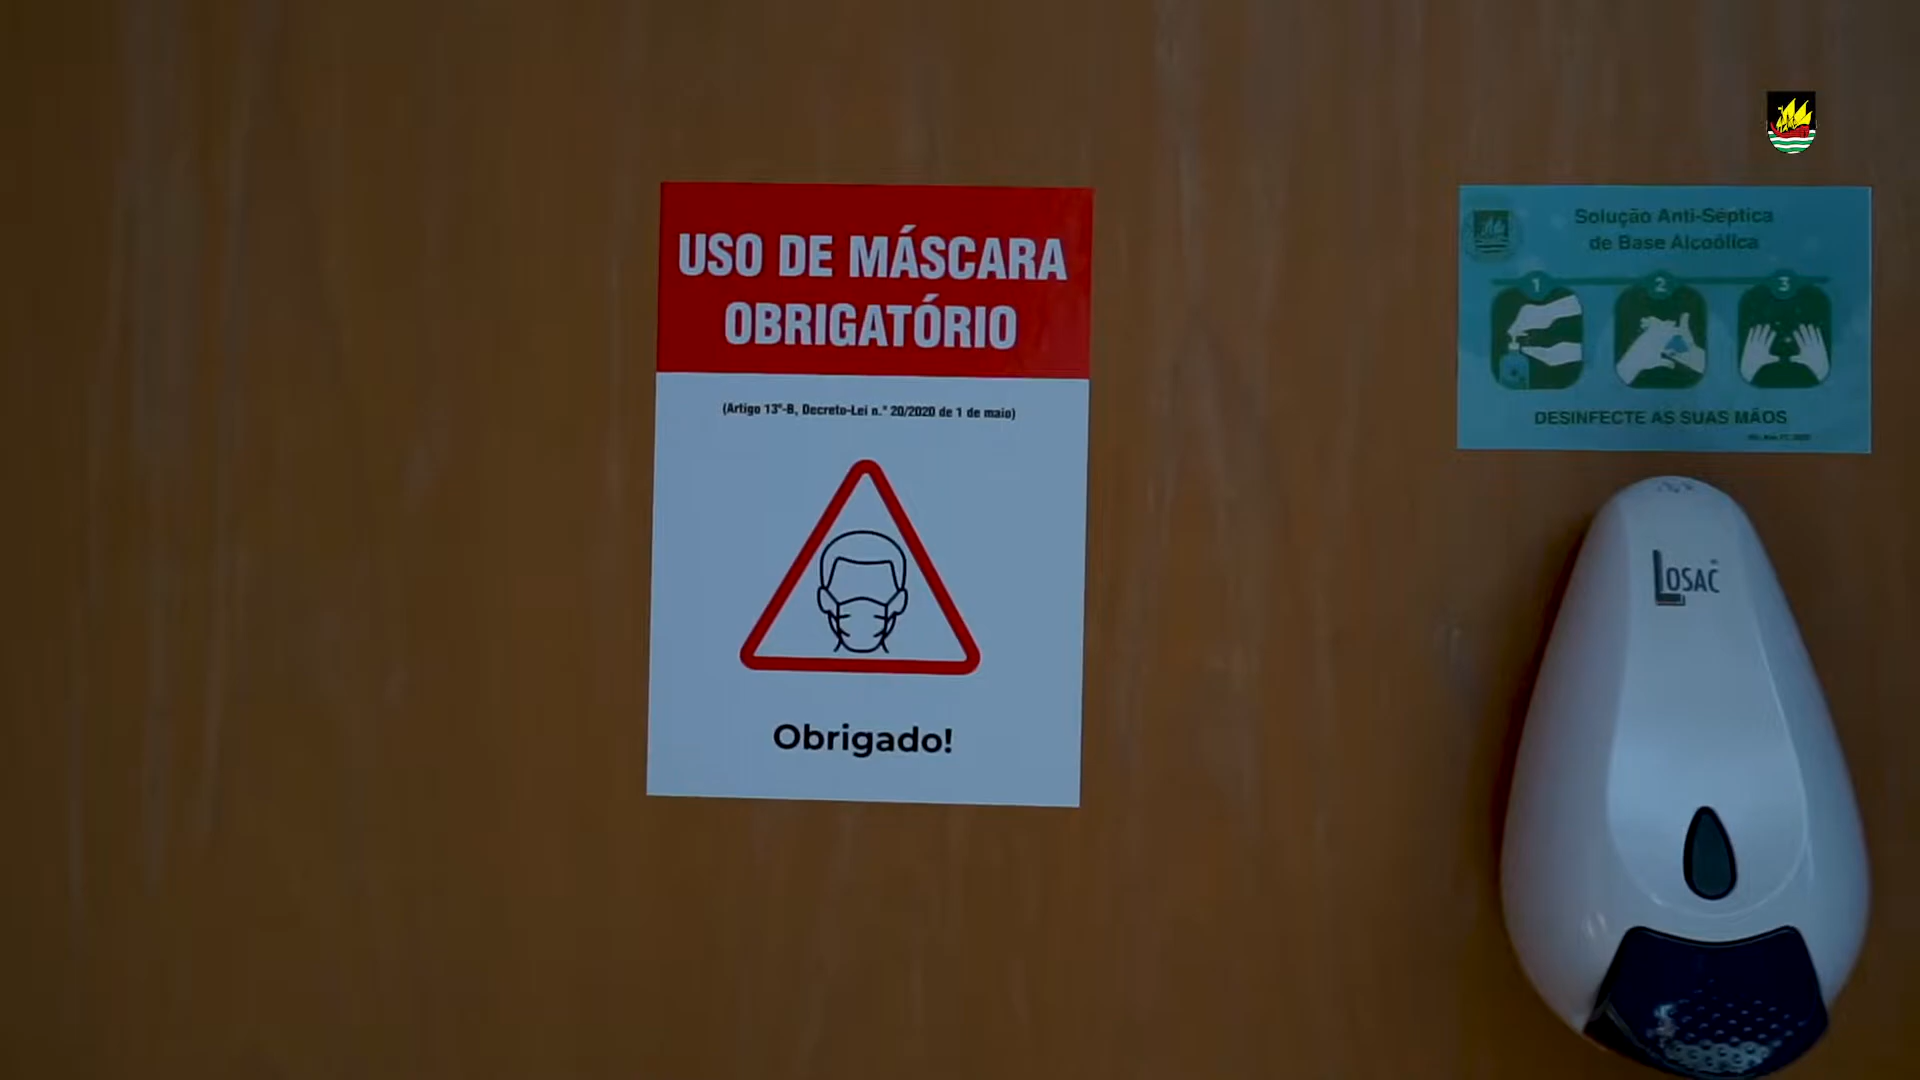 USO DE MÁSCARA
OBRIGATÓRIO
(Artigo 13º-B, Decreto-Lei n.º 20/2020 de 1 de maio)
Obrigado!
Solução Anti-Séptica
de Base Alcoólica
1 2 3
DESINFECTE AS SUAS MÃOS
LOSAC